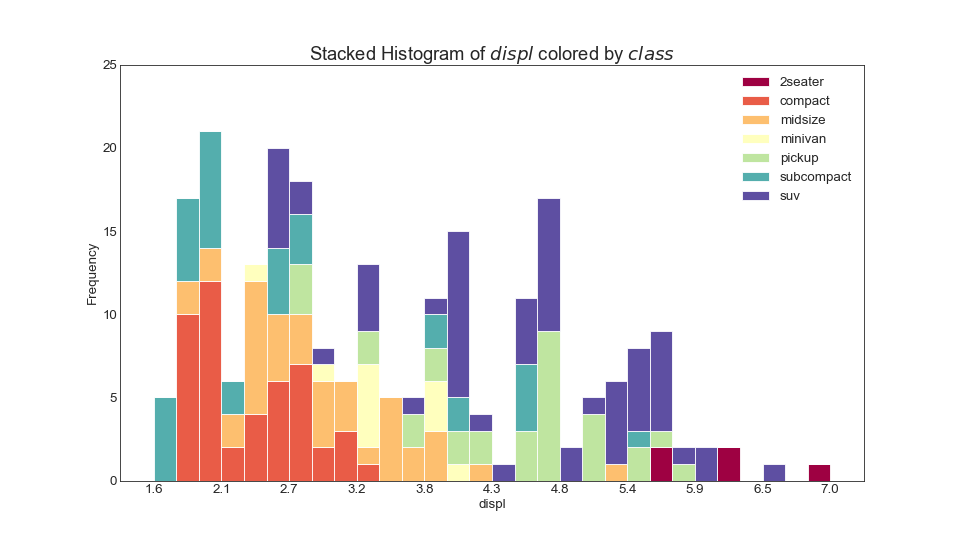 Stacked Histogram of displ colored by class
25
20
15
10
5
0
Frequency
2seater
compact
midsize
minivan
pickup
subcompact
suv
1.6 2.1 2.7 3.2 3.8 4.3 4.8 5.4 5.9 6.5 7.0
displ